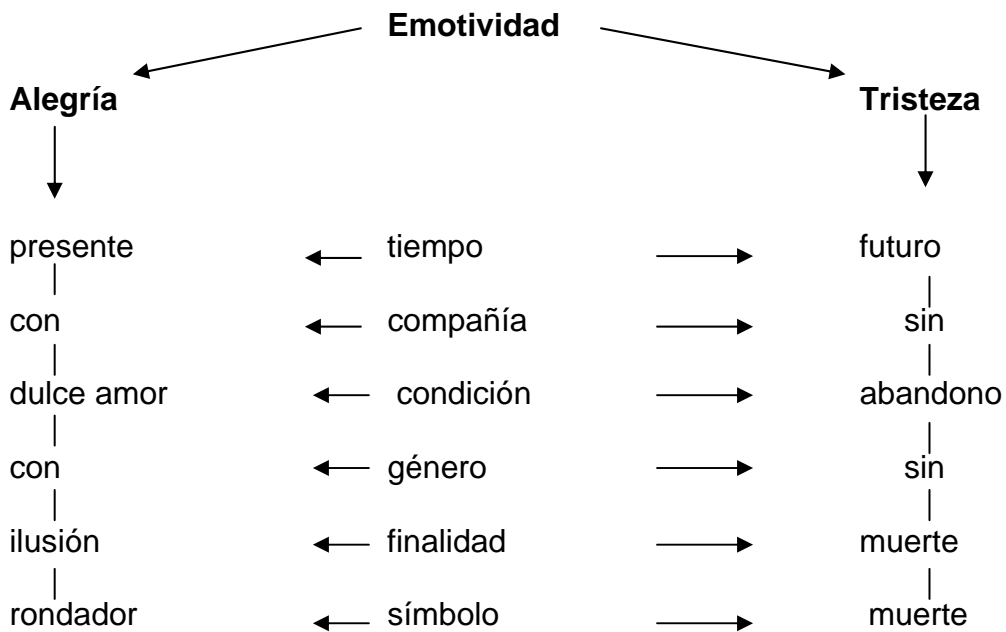 Emotividad
Alegría Tristeza
presente tiempo futuro
con compañía sin
dulce amor condición abandono
con género sin
ilusión finalidad muerte
rondador símbolo muerte